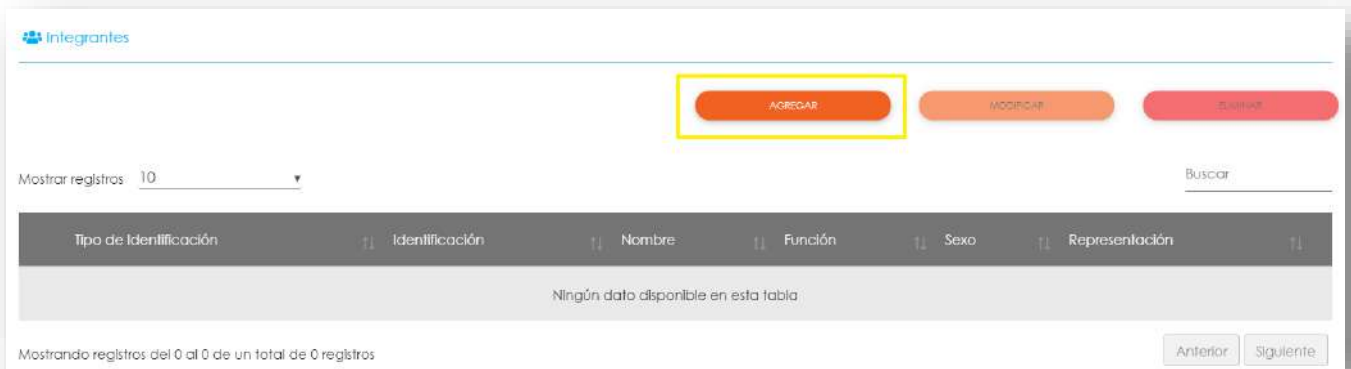 Integrantes
AGREGAR MODIFICAR ELIMINAR
Mostrar registros 10 Buscar
Tipo de Identificación Identificación Nombre Función Sexo Representación
Ningún dato disponible en esta tabla
Mostrando registros del 0 al 0 de un total de 0 registros Anterior Siguiente